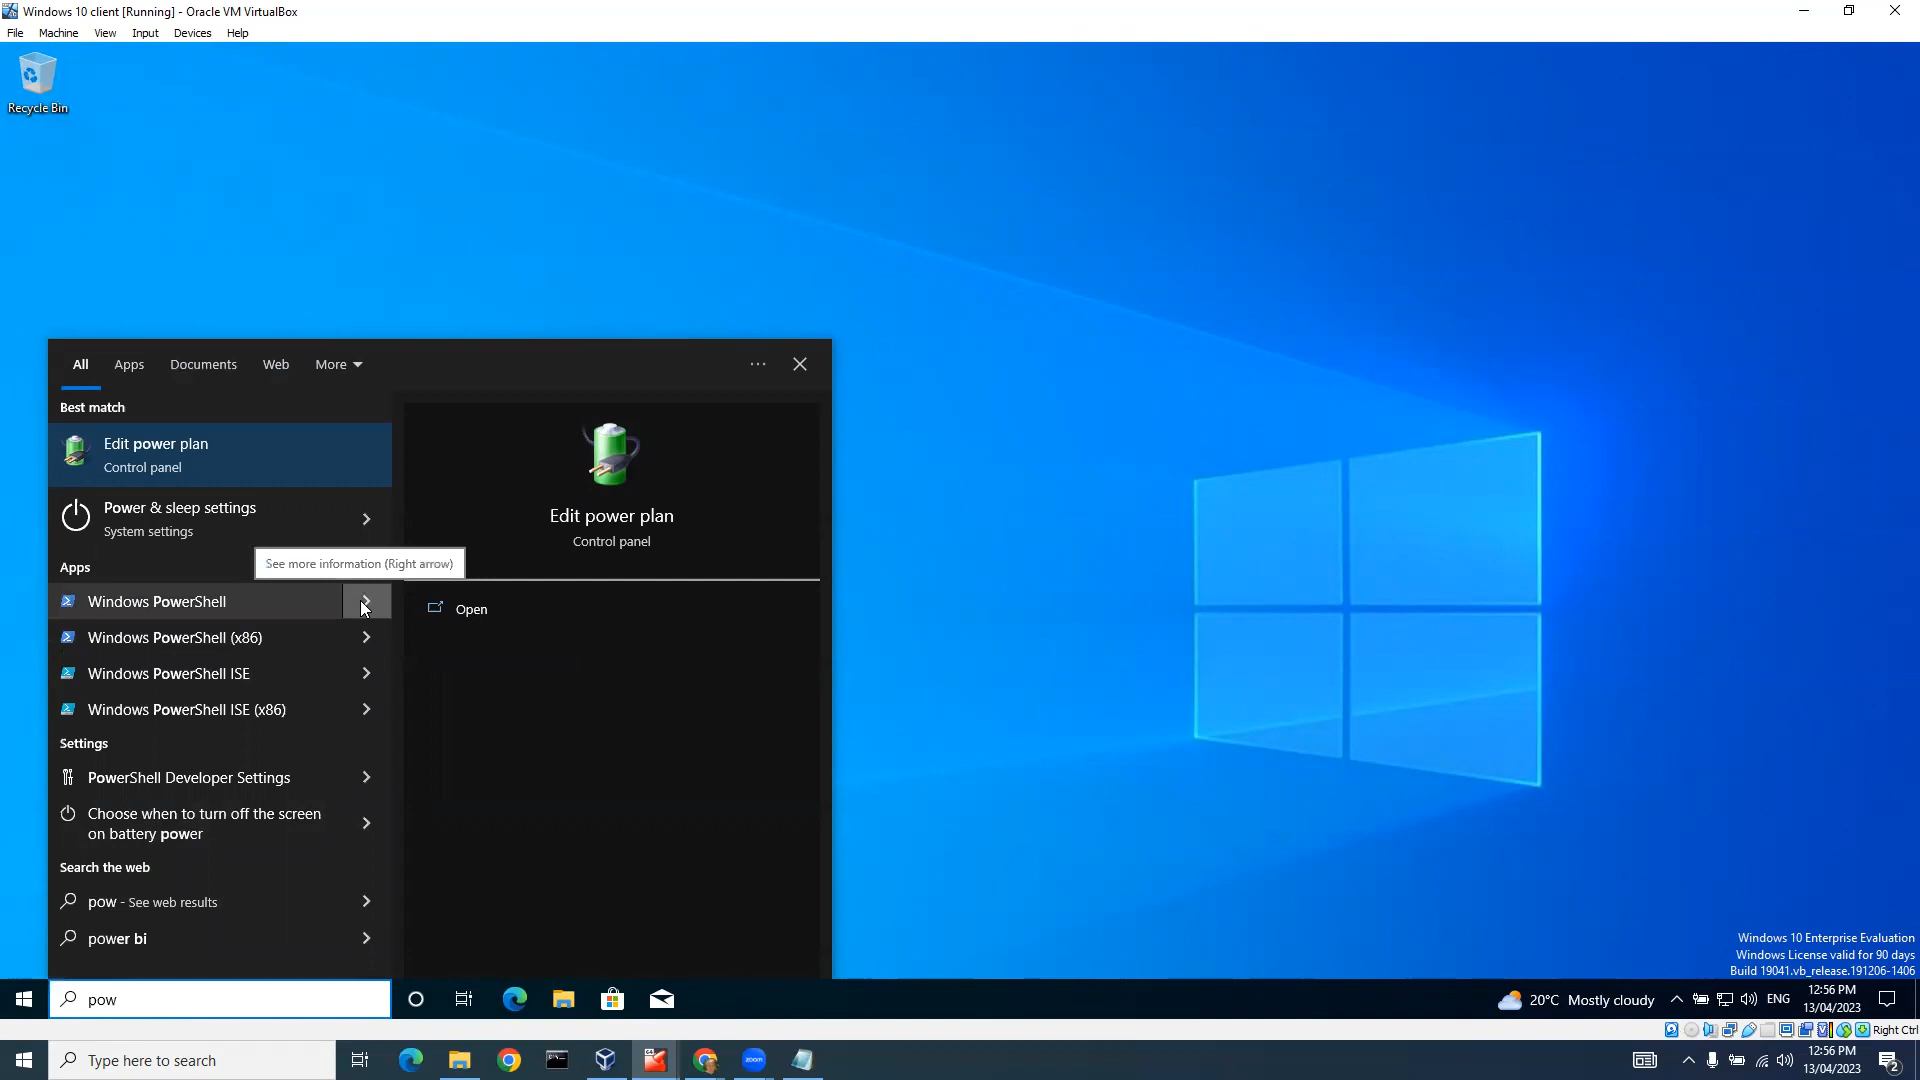 Windows 10 client [Running] - Oracle VM VirtualBox
File Machine View Input Devices Help
Recycle Bin
All Apps Documents Web More
Best match
Edit power plan
Control panel
Power & sleep settings
System settings
Apps
See more information (Right arrow)
Windows PowerShell
Windows PowerShell (x86)
Windows PowerShell ISE
Windows PowerShell ISE (x86)
Settings
PowerShell Developer Settings
Choose when to turn off the screen
on battery power
Search the web
pow - See web results
power bi
Edit power plan
Control panel
Open
Windows 10 Enterprise Evaluation
Windows License valid for 90 days
Build 19041.vb_release.191206-1406
pow
20°C Mostly cloudy
ENG
12:56 PM
13/04/2023
Right Ctrl
Type here to search
zoom
12:56 PM
13/04/2023
2